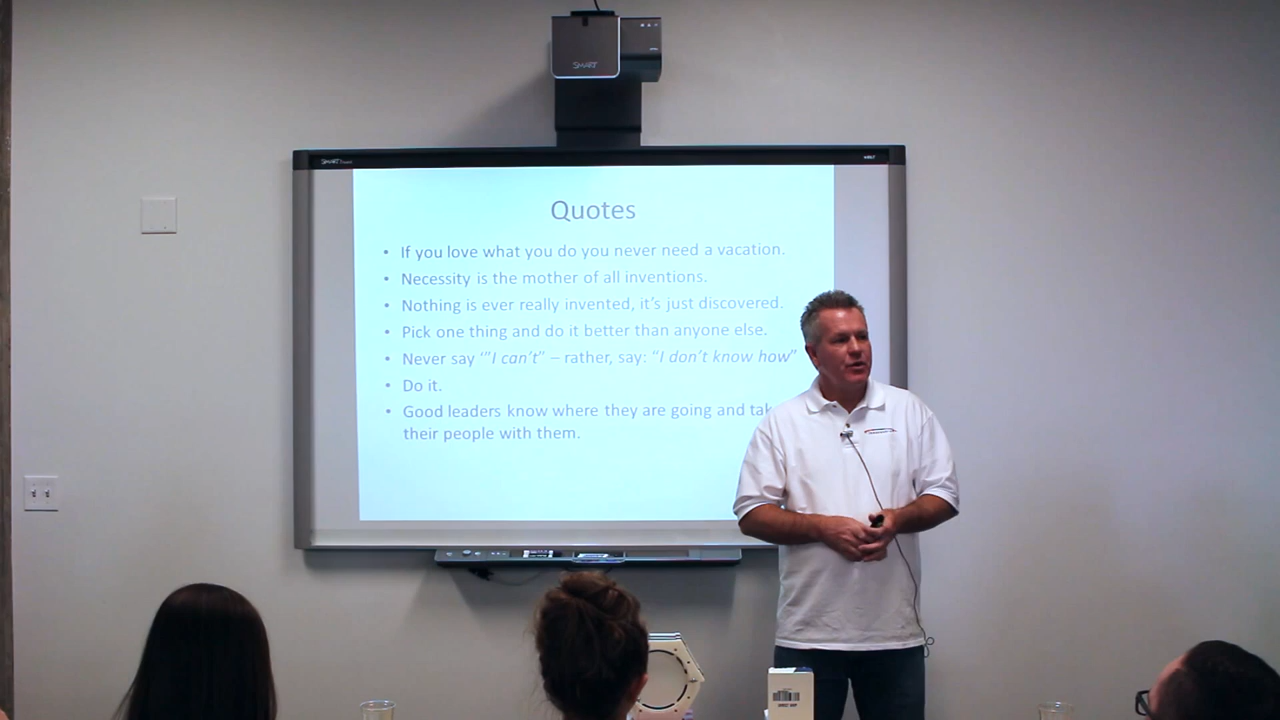 SMART
SMART
Quotes
• If you love what you do you never need a vacation.
• Necessity is the mother of all inventions.
• Nothing is ever really invented, it's just discovered.
• Pick one thing and do it better than anyone else.
• Never say '"I can't" – rather, say: "I don't know how"
• Do it.
• Good leaders know where they are going and tak
their people with them.